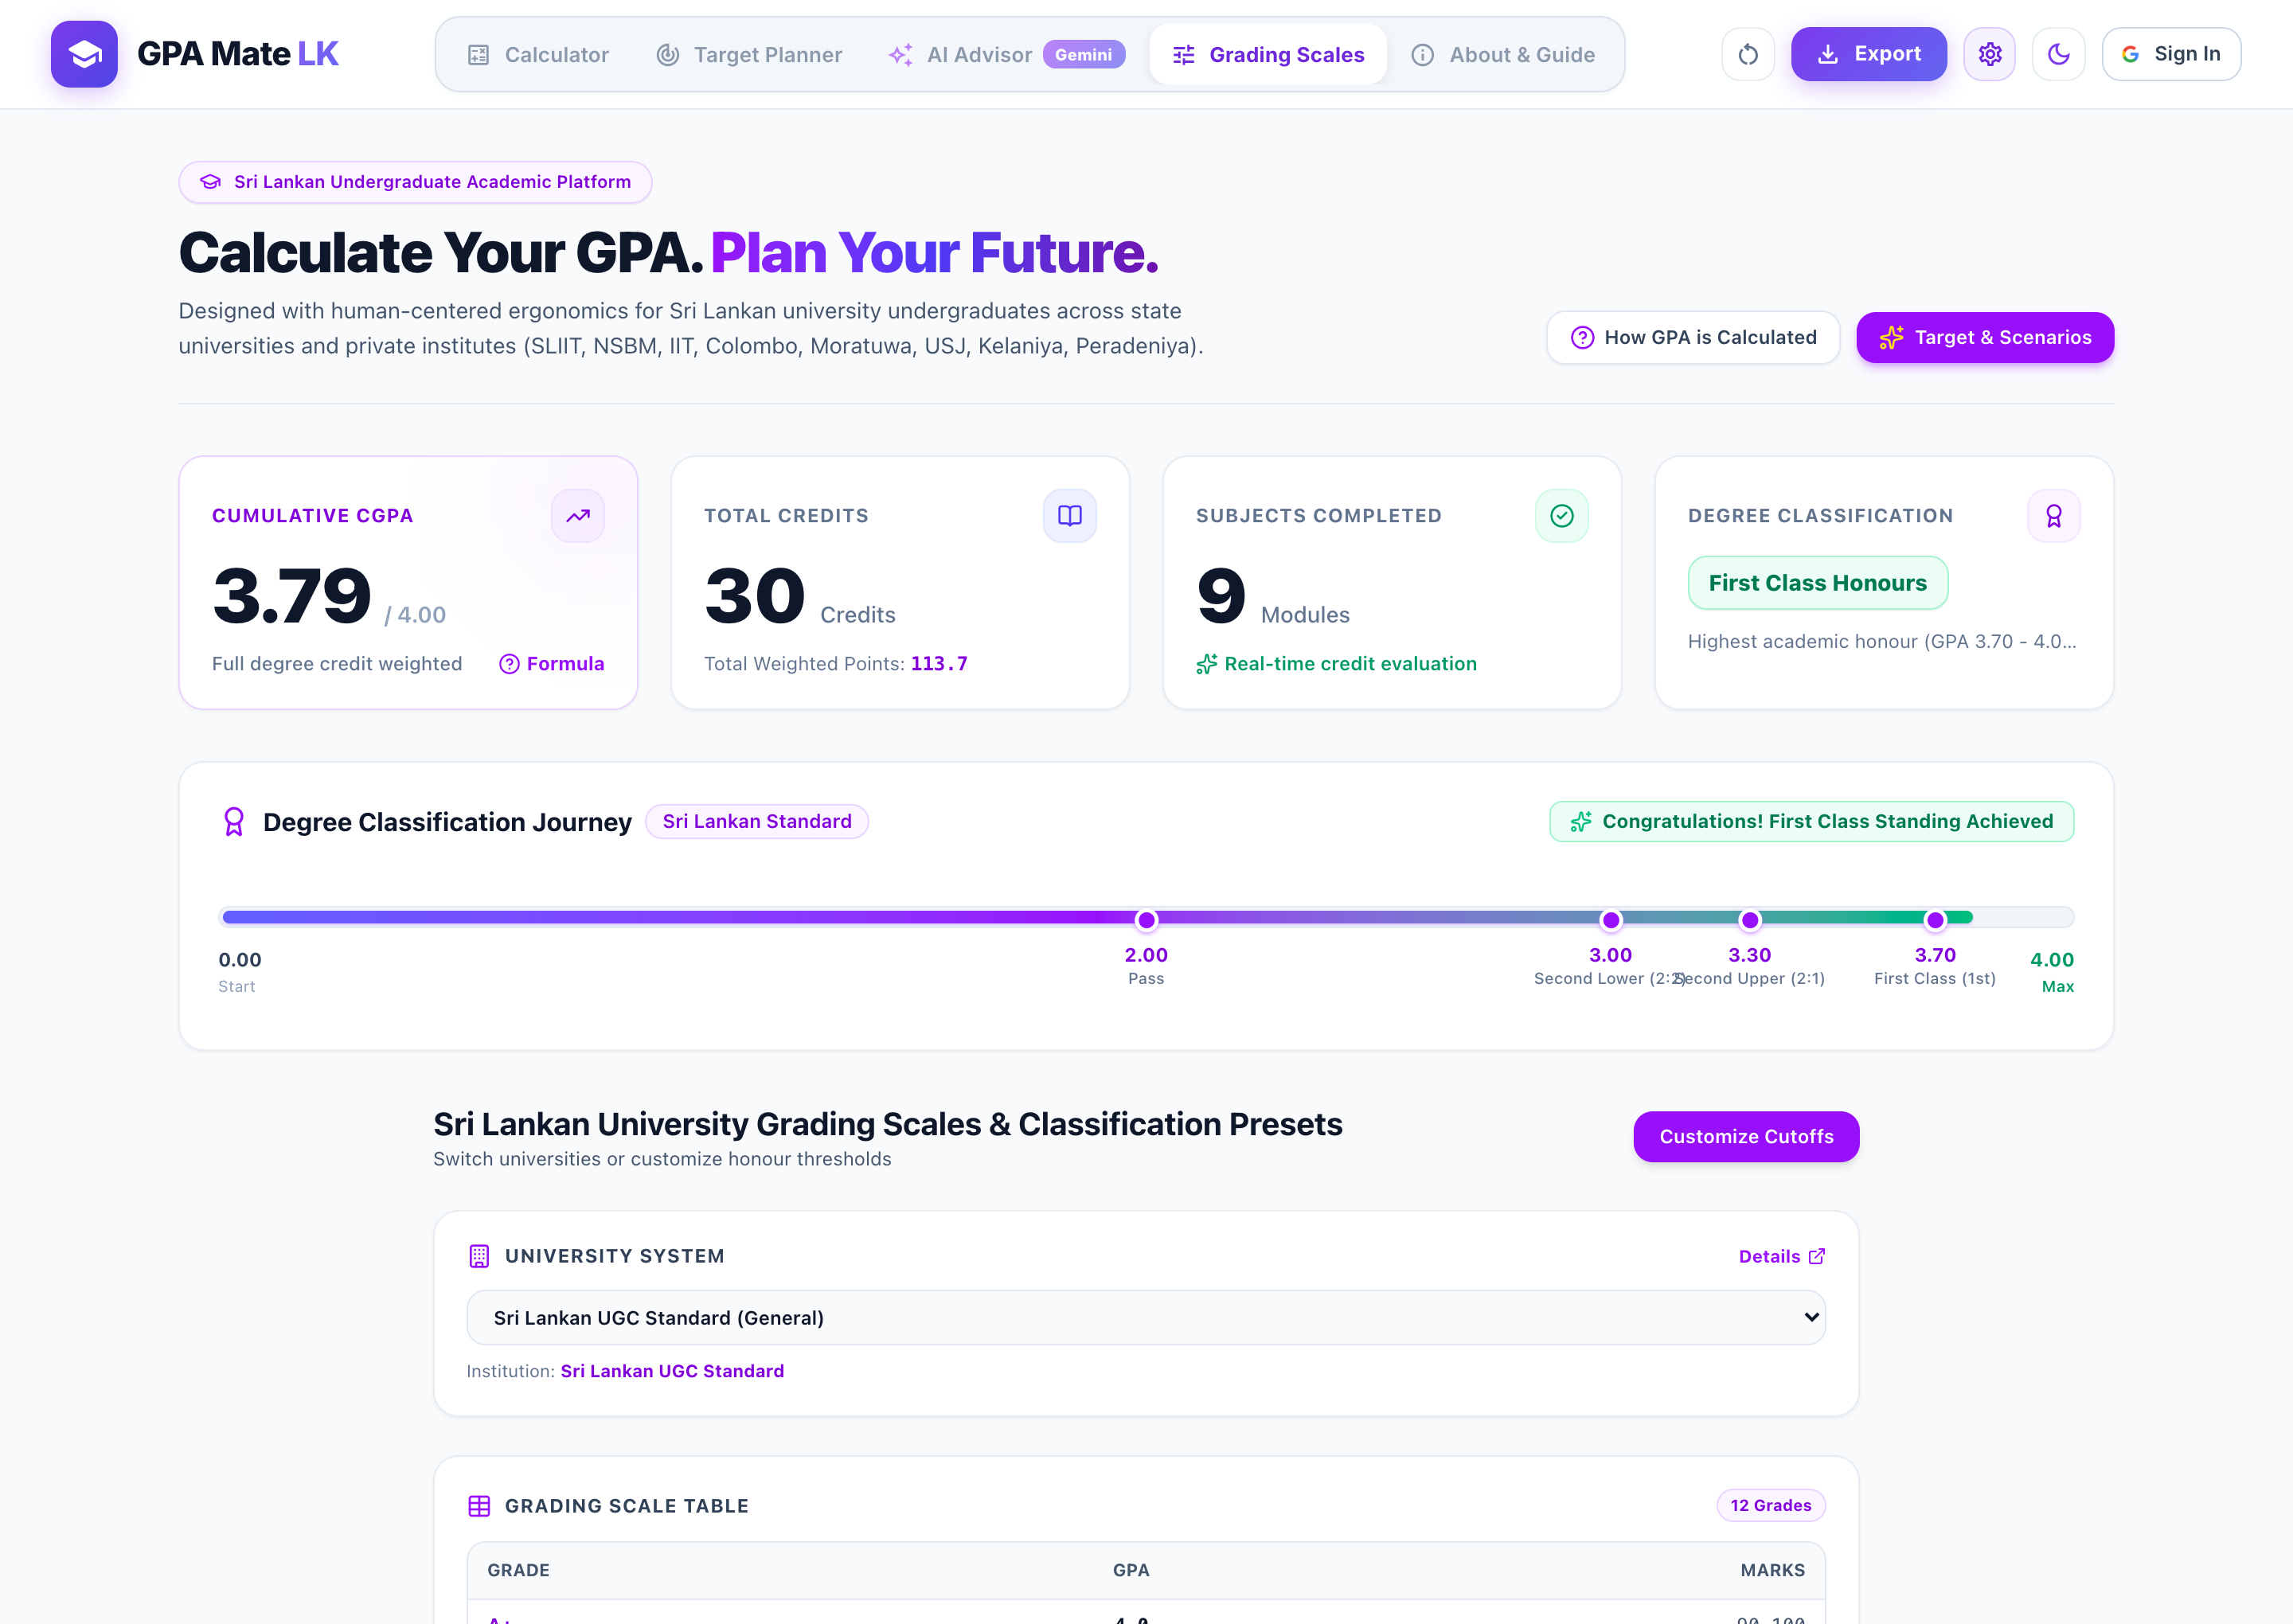 GPA Mate LK
Calculator
Target Planner
AI Advisor Gemini
Grading Scales
About & Guide
Export
Sign In
Sri Lankan Undergraduate Academic Platform
Calculate Your GPA. Plan Your Future.
Designed with human-centered ergonomics for Sri Lankan university undergraduates across state
universities and private institutes (SLIIT, NSBM, IIT, Colombo, Moratuwa, USJ, Kelaniya, Peradeniya).
How GPA is Calculated
Target & Scenarios
CUMULATIVE CGPA
3.79 / 4.00
Full degree credit weighted
Formula
TOTAL CREDITS
30 Credits
Total Weighted Points: 113.7
SUBJECTS COMPLETED
9 Modules
Real-time credit evaluation
DEGREE CLASSIFICATION
First Class Honours
Highest academic honour (GPA 3.70 - 4.0...
Degree Classification Journey
Sri Lankan Standard
Congratulations! First Class Standing Achieved
0.00
Start
2.00
Pass
3.00
Second Lower (2:2)
3.30
Second Upper (2:1)
3.70
First Class (1st)
4.00
Max
Sri Lankan University Grading Scales & Classification Presets
Switch universities or customize honour thresholds
Customize Cutoffs
UNIVERSITY SYSTEM
Details
Sri Lankan UGC Standard (General)
Institution: Sri Lankan UGC Standard
GRADING SCALE TABLE
12 Grades
GRADE GPA MARKS